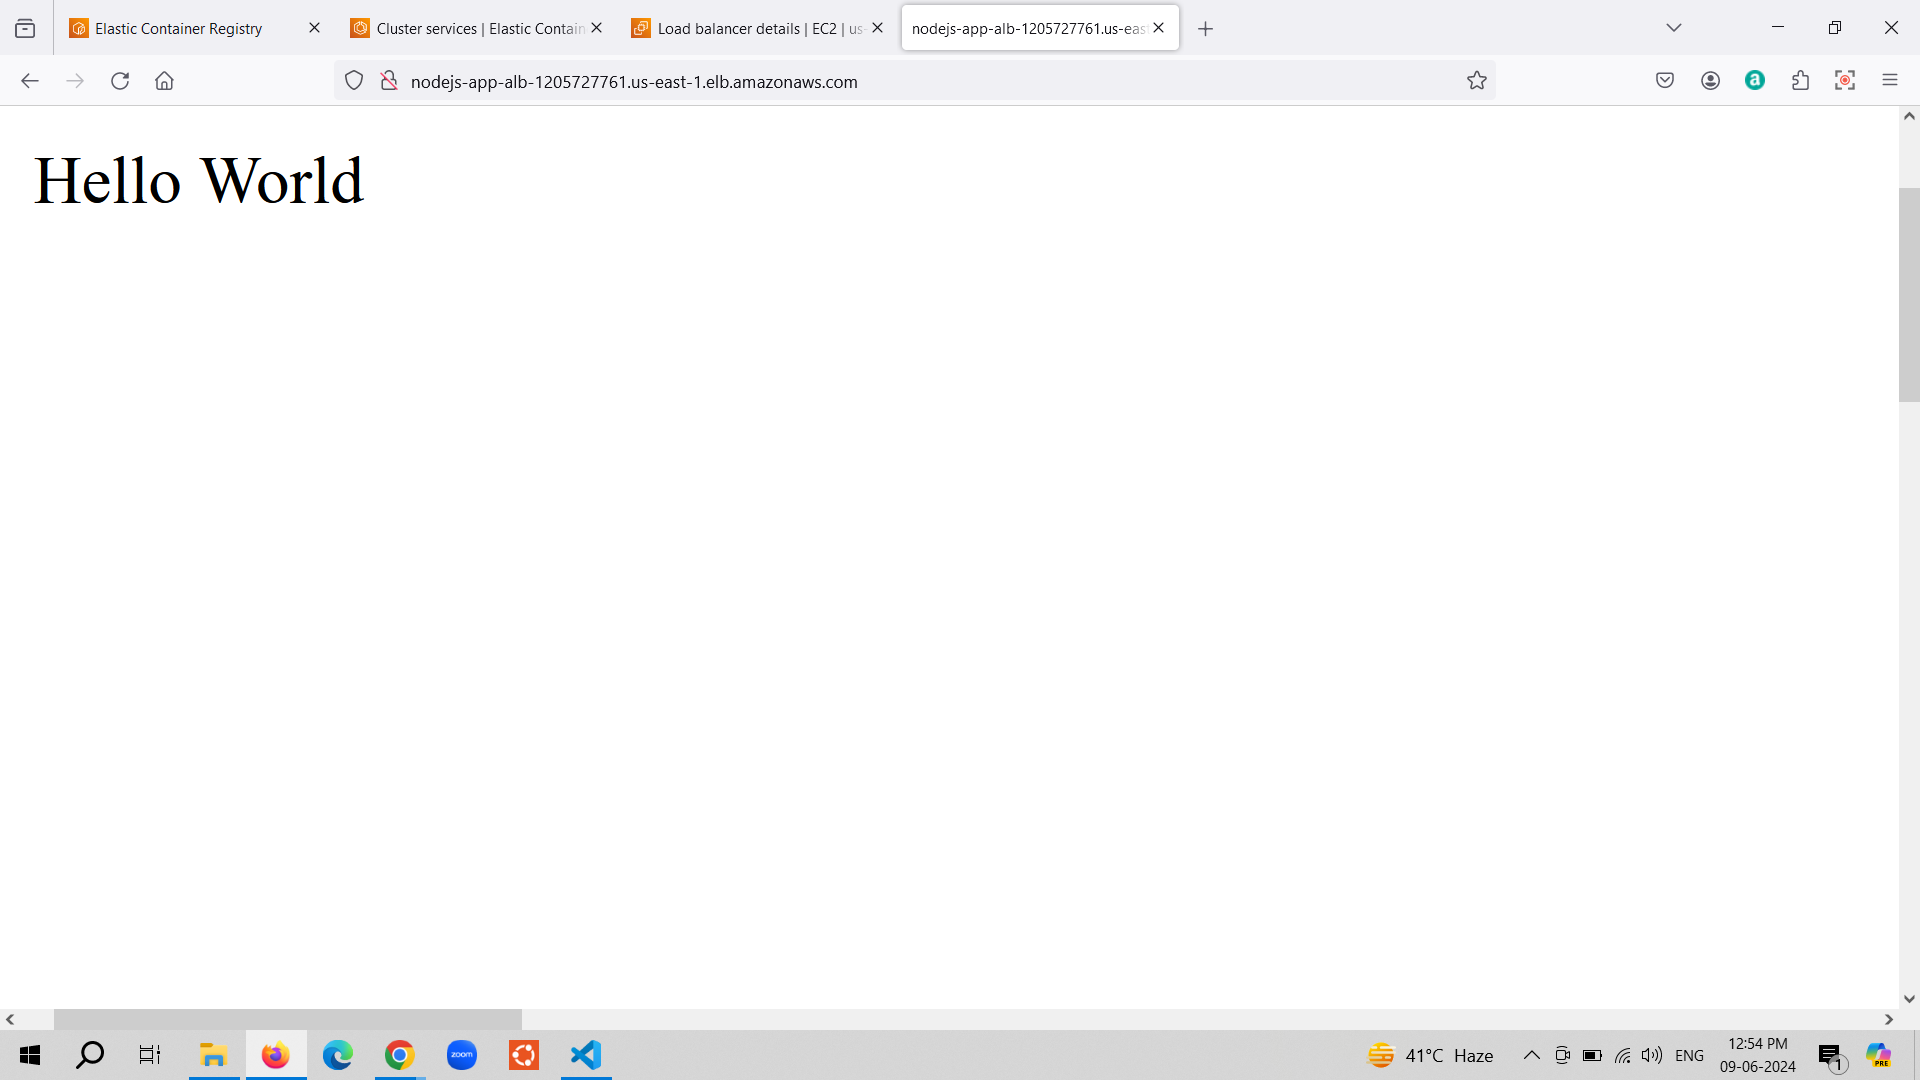 Elastic Container Registry
Cluster services | Elastic Contain
Load balancer details | EC2 | us-
nodejs-app-alb-1205727761.us-eas
nodejs-app-alb-1205727761.us-east-1.elb.amazonaws.com
a
Hello World
zoom
41°C Haze
ENG
12:54 PM
09-06-2024
1
PRE